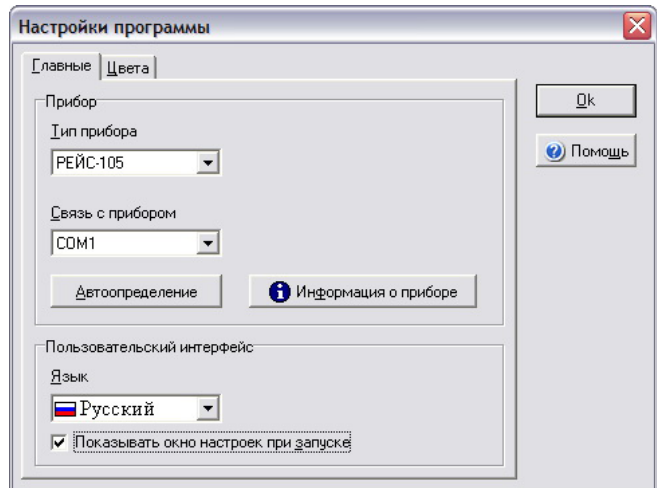 Настройки программы
Главные Цвета
Прибор
Тип прибора
РЕЙС-105
Связь с прибором
COM1
Автоопределение Информация о приборе
Пользовательский интерфейс
Язык
Русский
Показывать окно настроек при запуске
Ok
Помощь